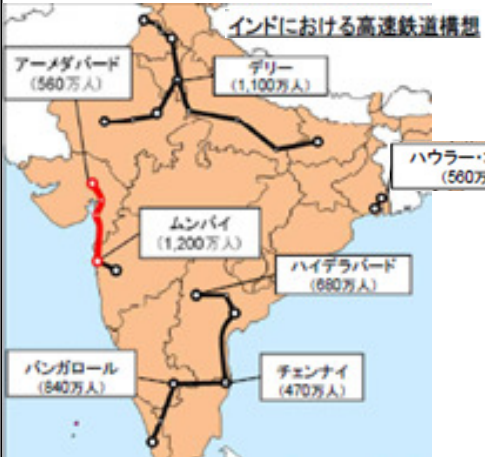 インドにおける高速鉄道構想
アーメダバード
(560万人)
デリー
(1,100万人)
ハウラー・
(560万
ムンバイ
(1,200万人)
ハイデラバード
(680万人)
バンガロール
(840万人)
チェンナイ
(470万人)